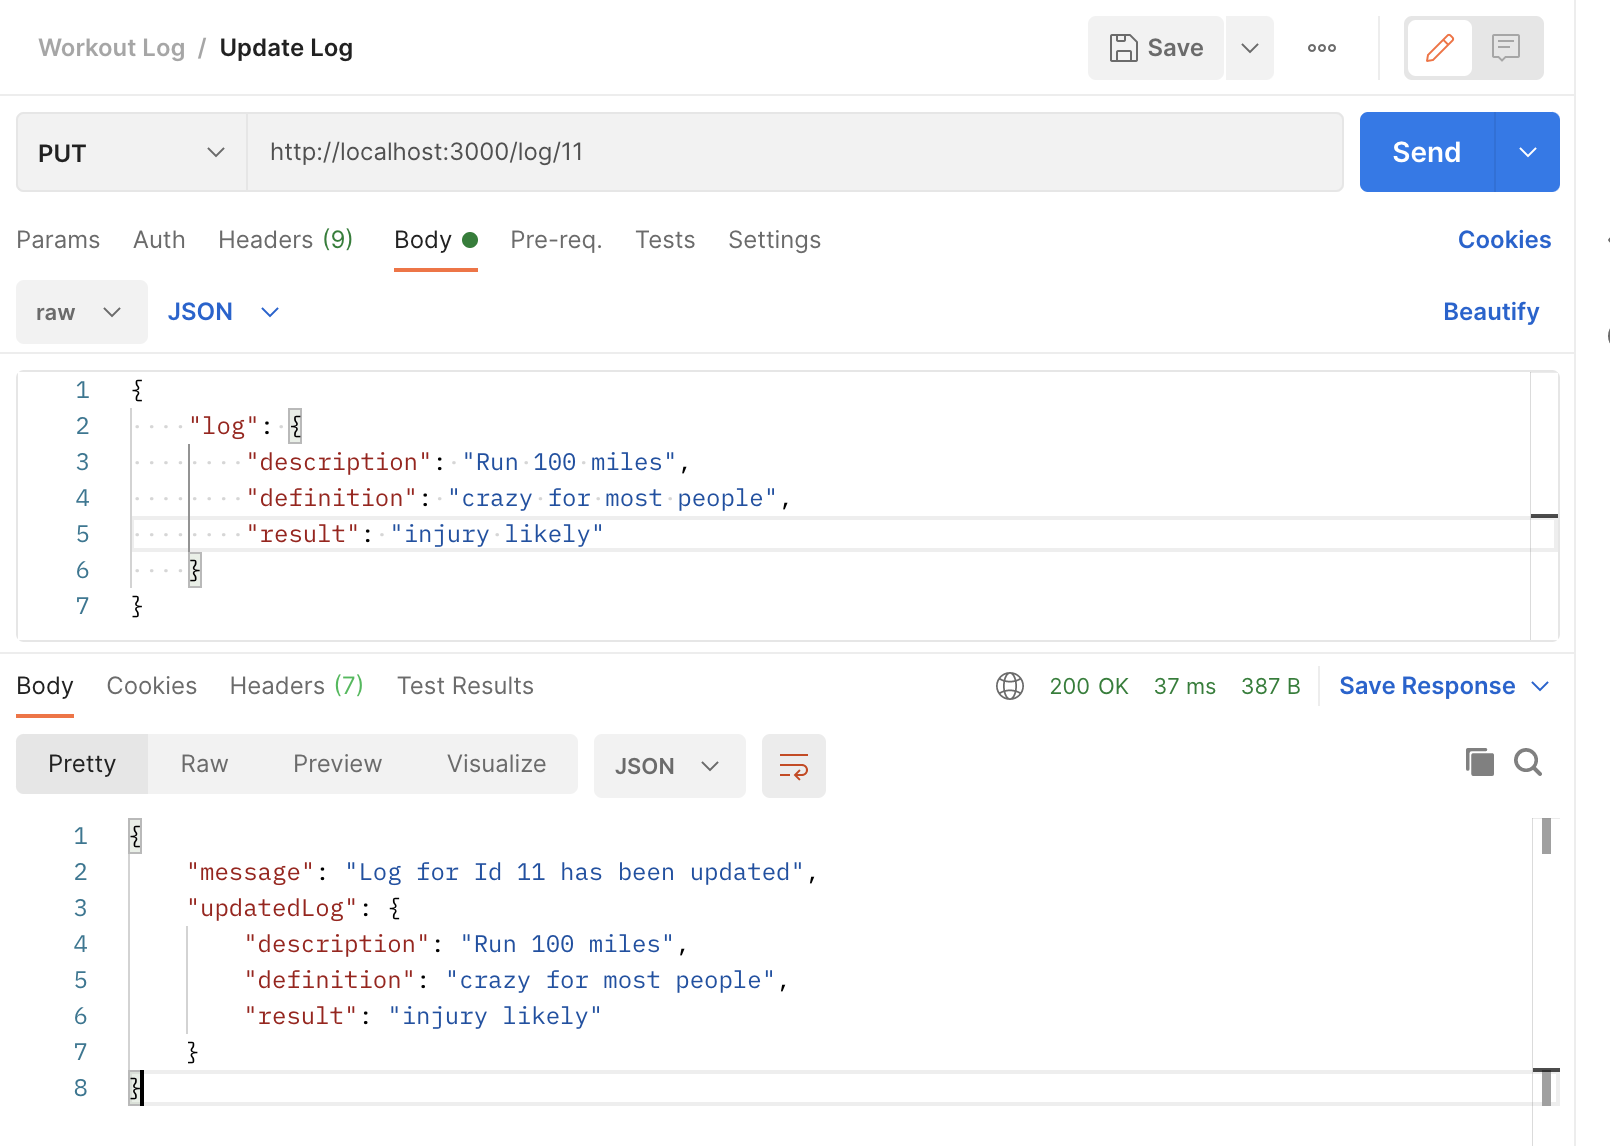 Workout Log / Update Log
Save
PUT
http://localhost:3000/log/11
Send
Params Auth Headers (9) Body Pre-req. Tests Settings Cookies
raw JSON Beautify
1 {
2 "log": {
3 "description": "Run 100 miles",
4 "definition": "crazy for most people",
5 "result": "injury likely"
6 }
7 }
Body Cookies Headers (7) Test Results 200 OK 37 ms 387 B Save Response
Pretty Raw Preview Visualize JSON
1 {
2 "message": "Log for Id 11 has been updated",
3 "updatedLog": {
4 "description": "Run 100 miles",
5 "definition": "crazy for most people",
6 "result": "injury likely"
7 }
8 }